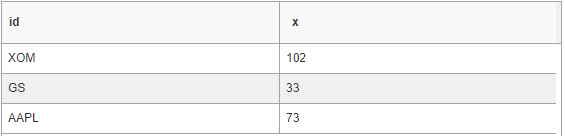 id x
XOM 102
GS 33
AAPL 73